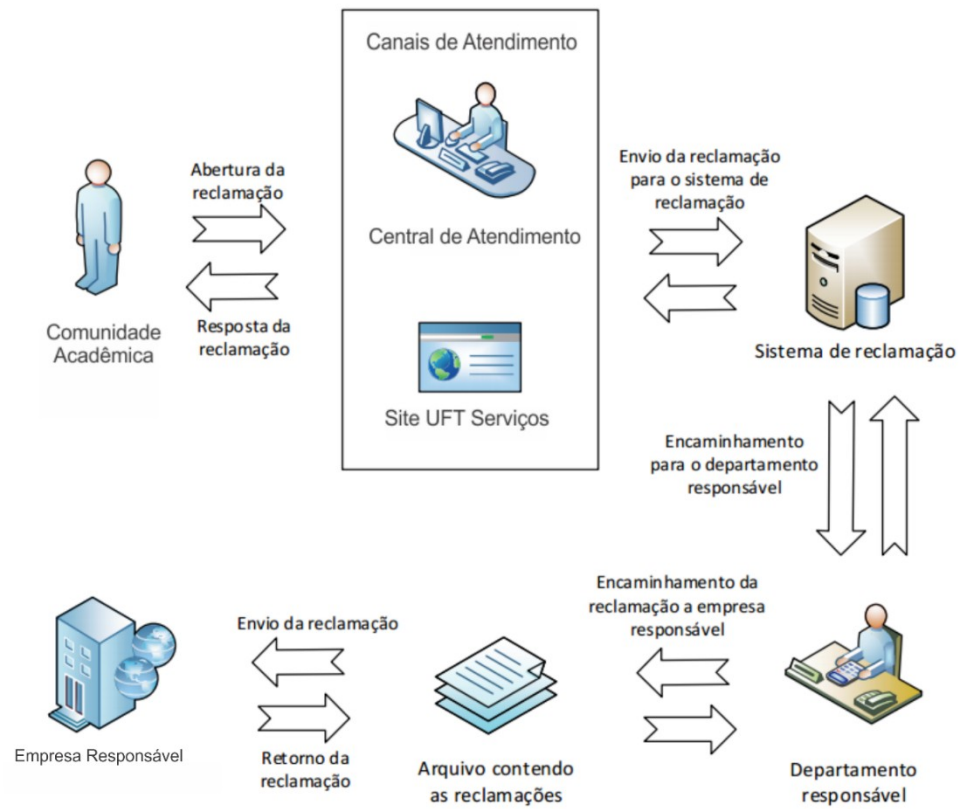 Canais de Atendimento
Central de Atendimento
Site UFT Serviços
Comunidade
Acadêmica
Abertura da
reclamação
Resposta da
reclamação
Envio da reclamação
para o sistema de
reclamação
Sistema de reclamação
Encaminhamento
para o departamento
responsável
Departamento
responsável
Encaminhamento da
reclamação a empresa
responsável
Arquivo contendo
as reclamações
Envio da reclamação
Retorno da
reclamação
Empresa Responsável